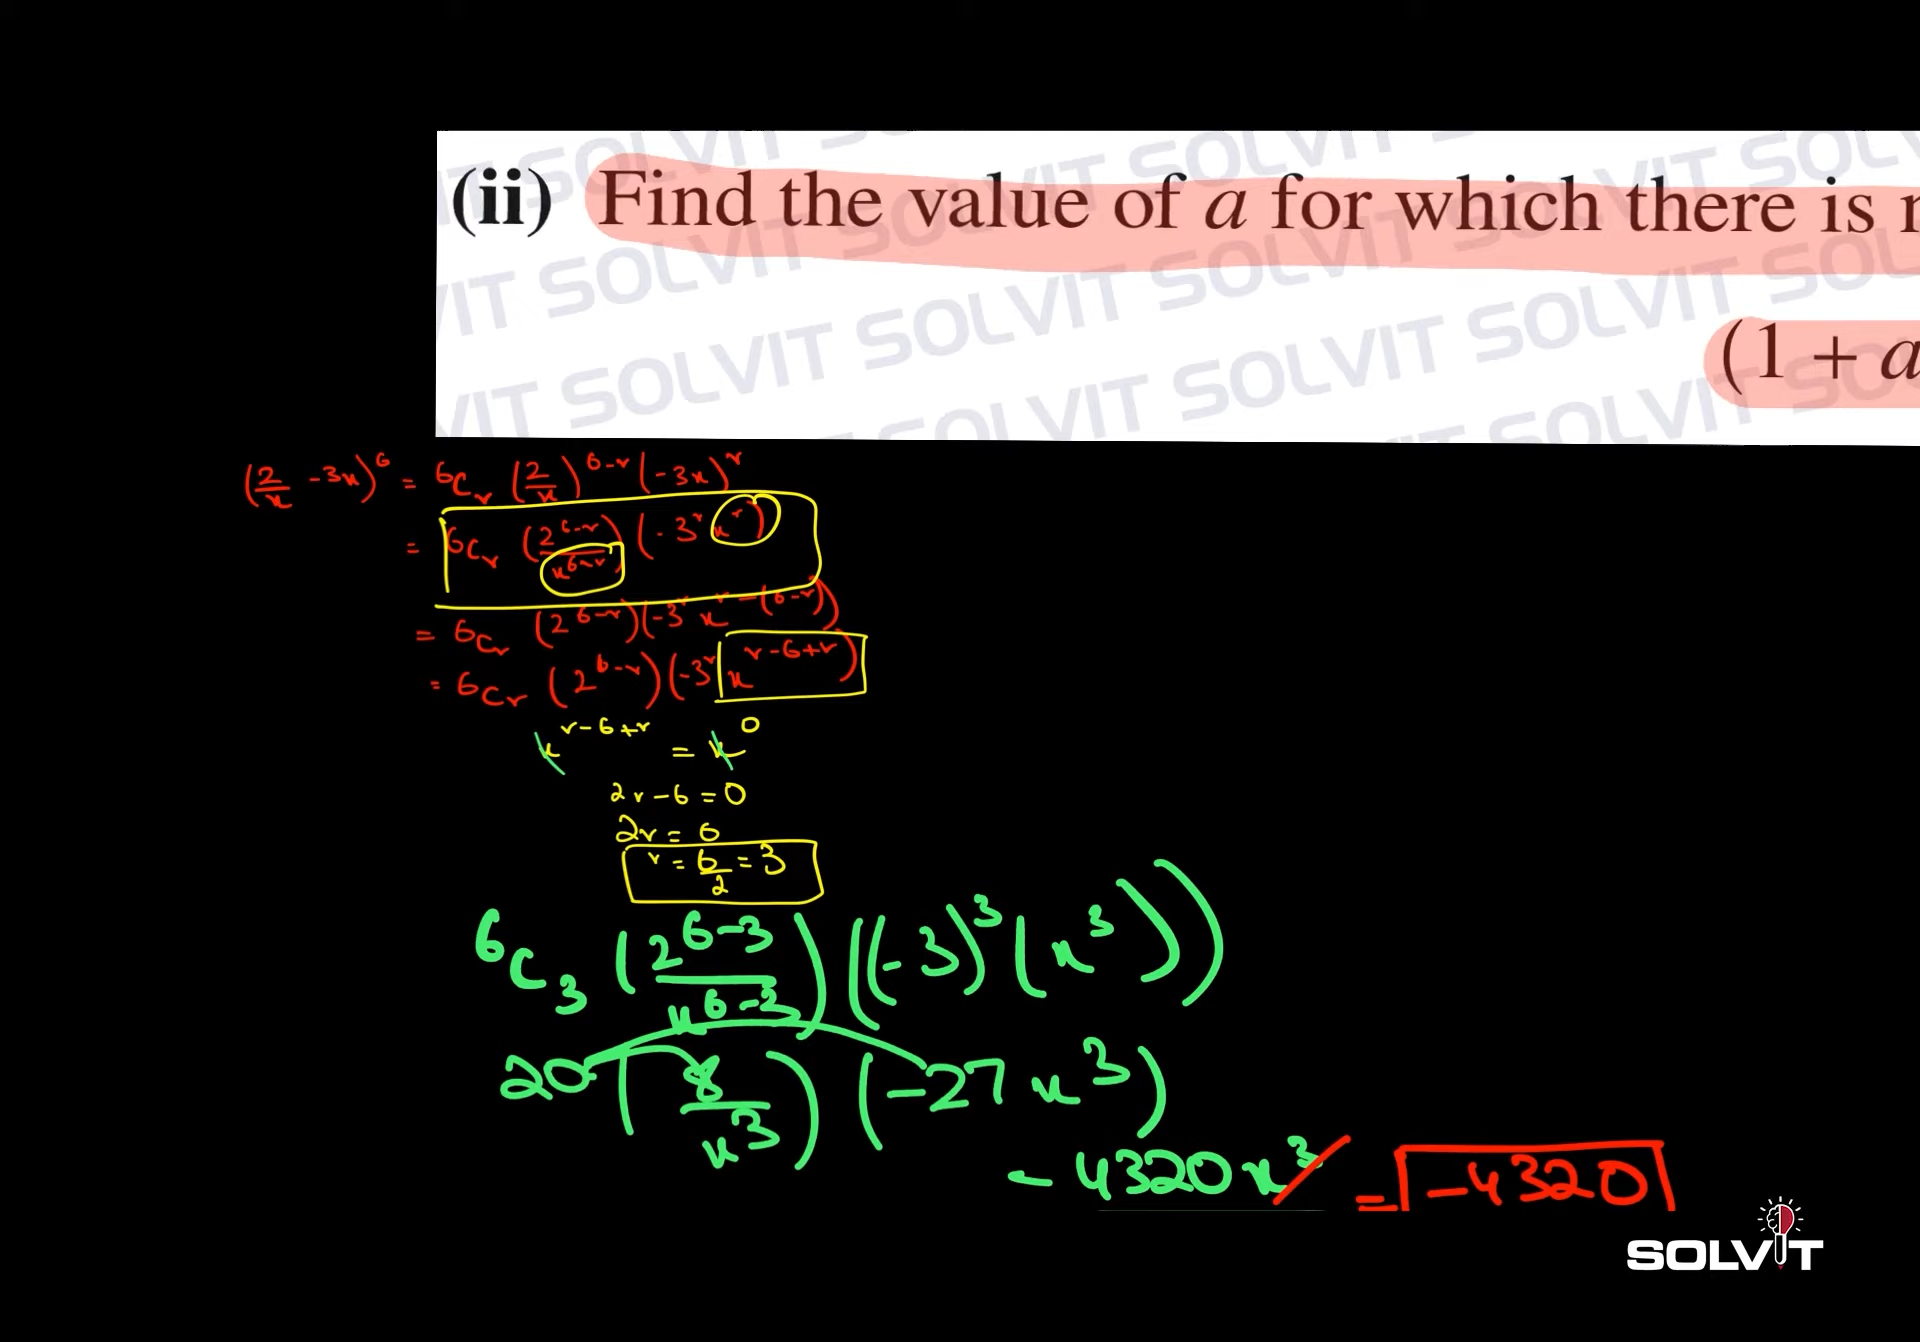 (ii) Find the value of a for which there is
(1 + a
(2/x - 3x)^6 = 6Cr (2/x)^6-r (-3x)^r
= 6Cr (2^6-r/x^6-r) (-3^r x^r)
= 6Cr (2^6-r)(-3^r x^r-(6-r))
= 6Cr (2^6-r)(-3^r x^r-6+r)
x^r-6+r = x^0
2r-6=0
2r=6
r=6/2=3
6C3 (2^6-3/x^6-3) ((-3)^3 (x^3))
20 (8/x^3) (-27x^3)
-4320x^3 = -4320
SOLVIT